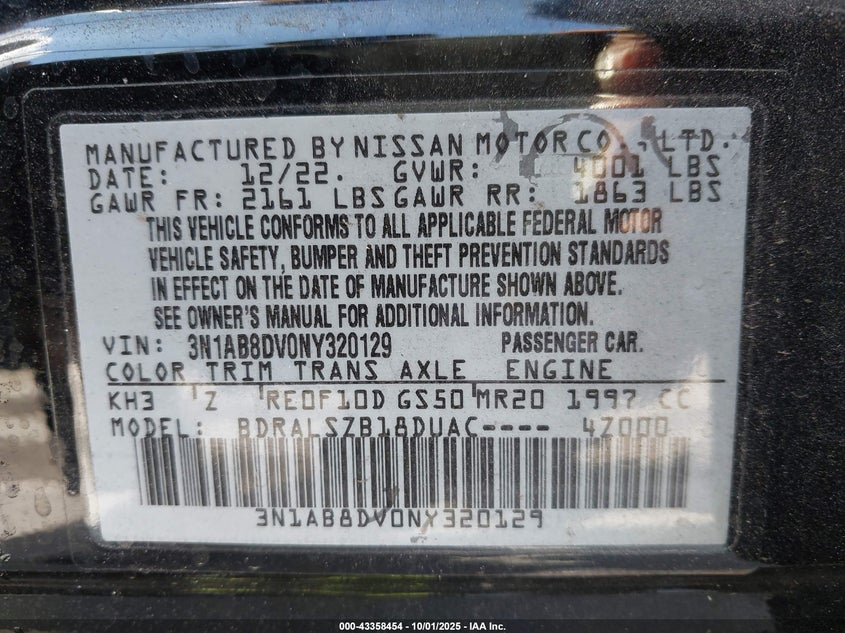 MANUFACTURED BY NISSAN MOTOR CO., LTD.
DATE: 12/22. GVWR: 4001 LBS
GAWR FR: 2161 LBS GAWR RR: 1863 LBS
THIS VEHICLE CONFORMS TO ALL APPLICABLE FEDERAL MOTOR
VEHICLE SAFETY, BUMPER AND THEFT PREVENTION STANDARDS
IN EFFECT ON THE DATE OF MANUFACTURE SHOWN ABOVE.
SEE OWNER'S MANUAL FOR ADDITIONAL INFORMATION.
VIN: 3N1AB8DV0NY320129 PASSENGER CAR.
COLOR TRIM TRANS AXLE ENGINE
KH3 Z RE0F10D GS50 MR20 1997 CC
MODEL: BDRALSZB18DUAC---- 4Z000
3N1AB8DV0NY320129
000-43358454 | 10/01/2025 | IAA Inc.